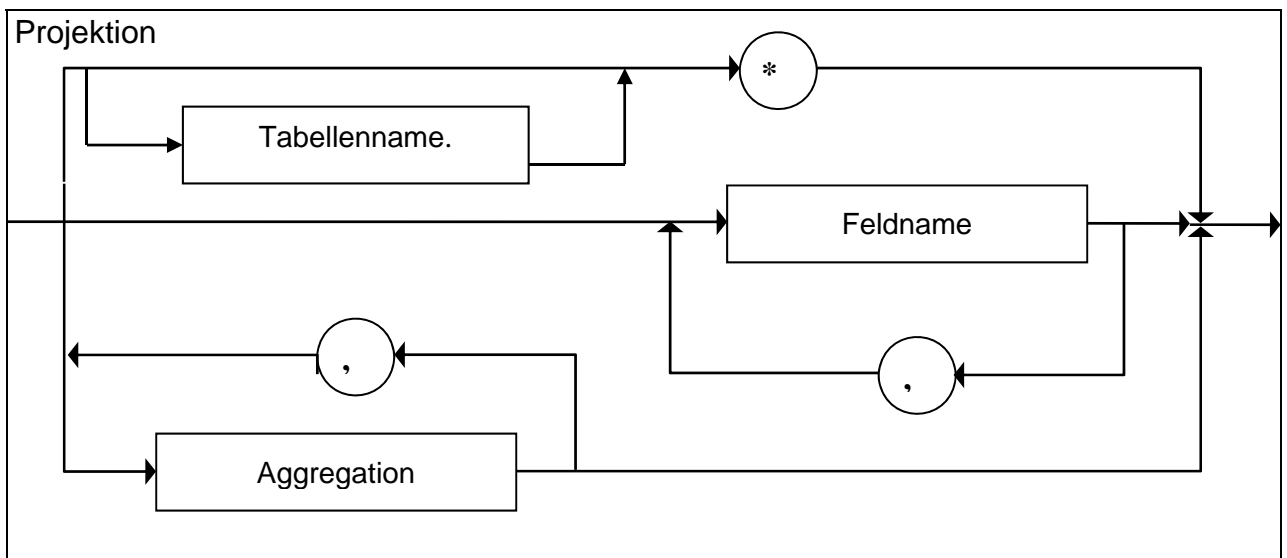 Projektion
*
Tabellenname.
Feldname
,
,
Aggregation